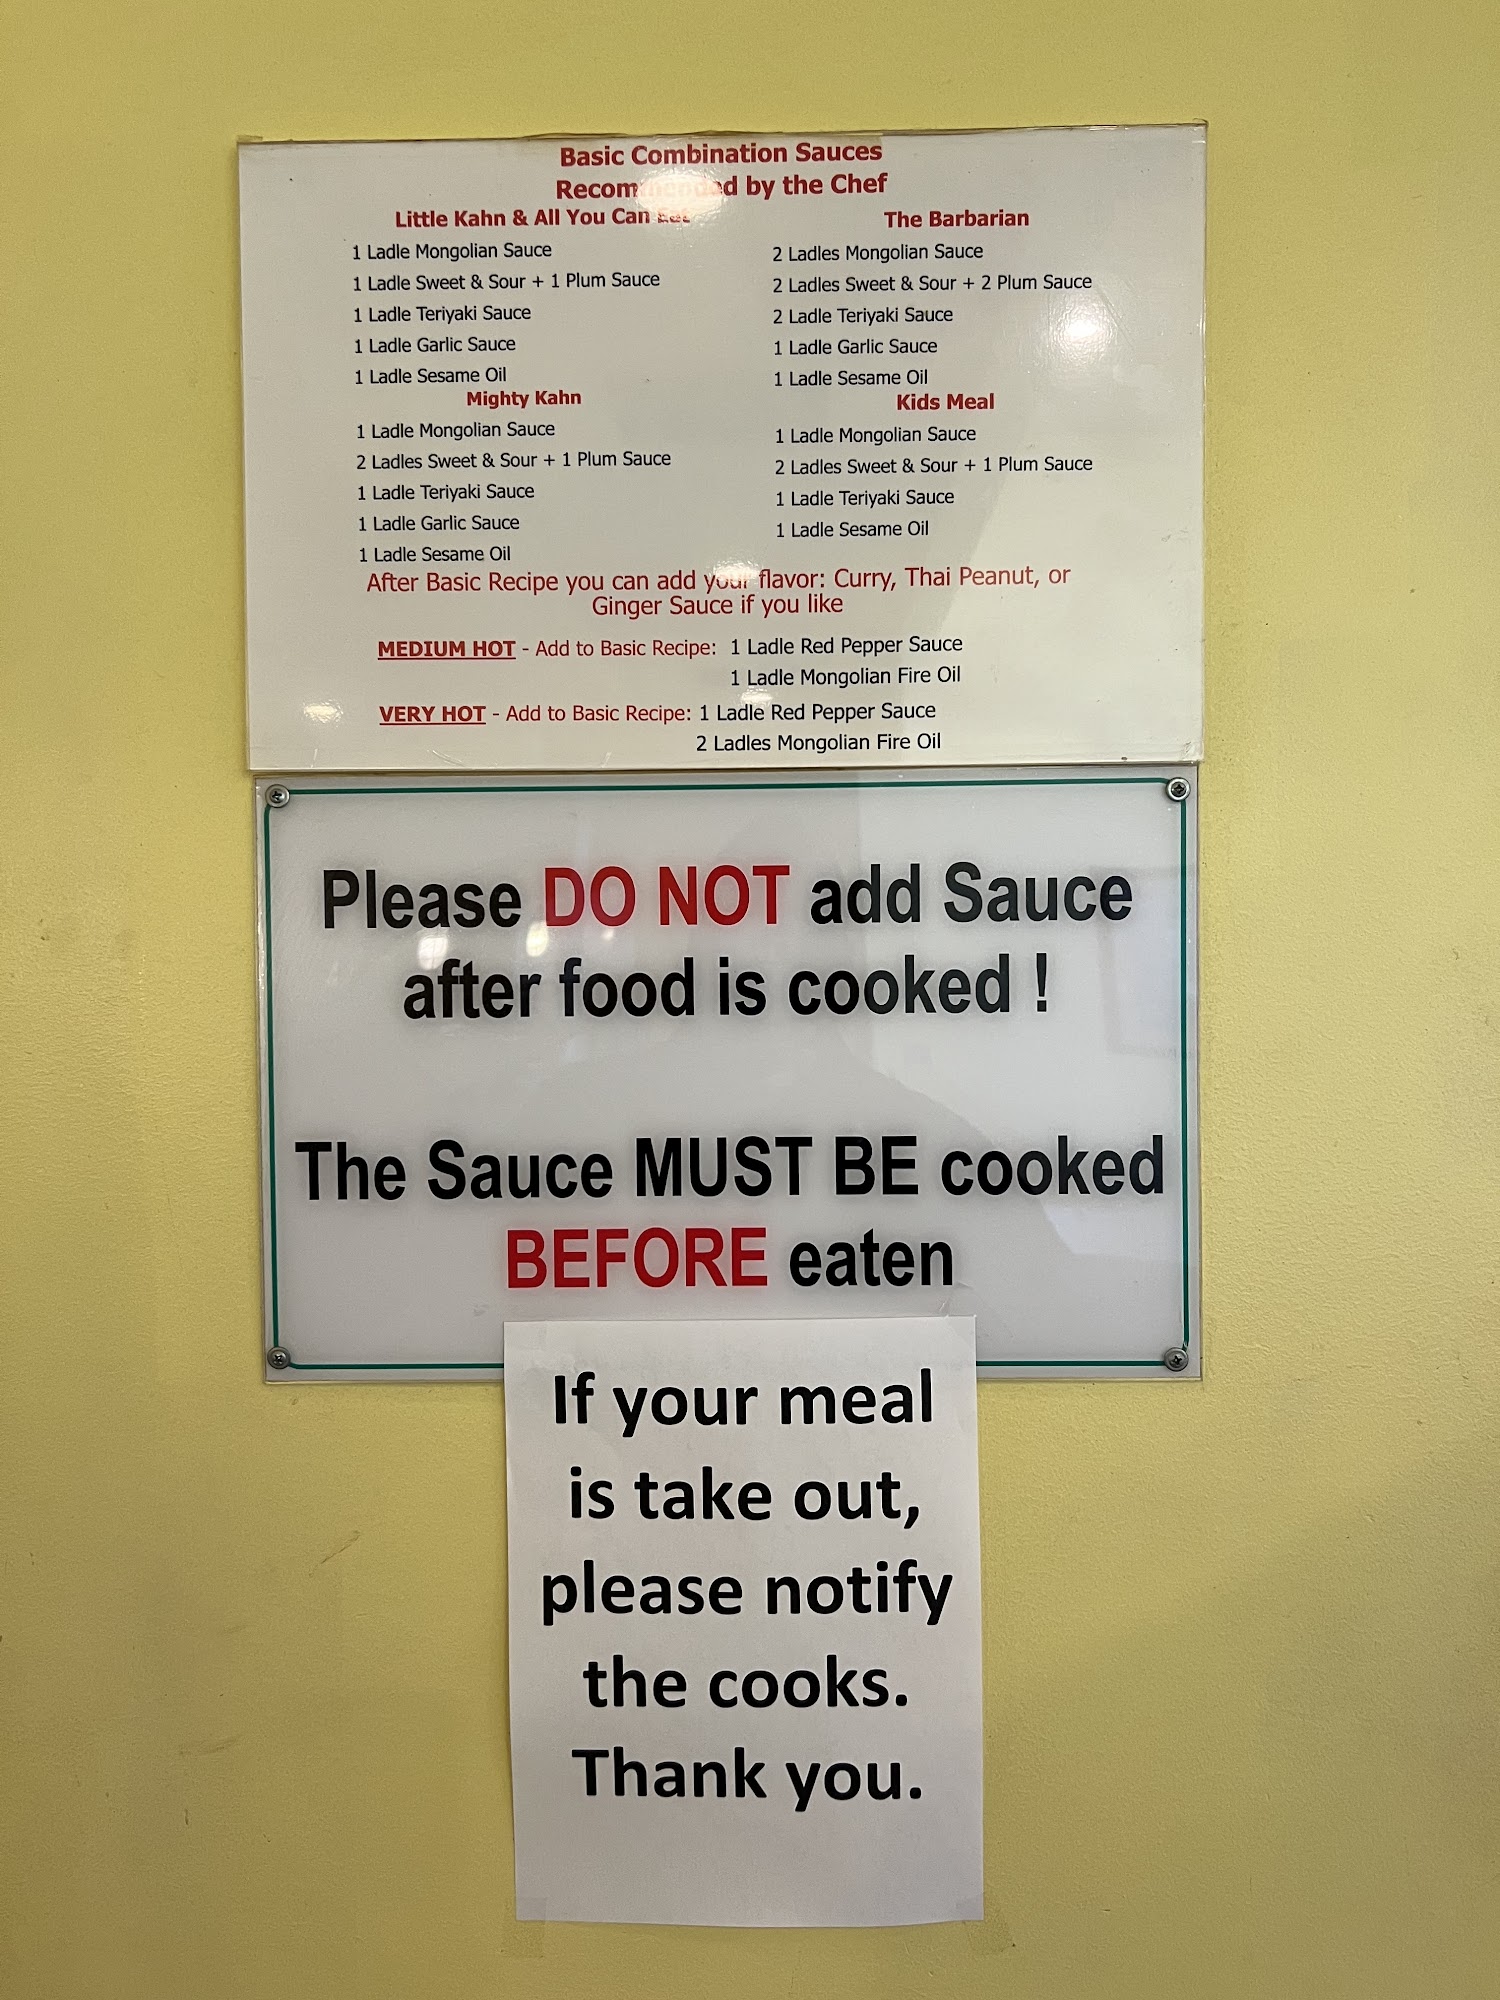 Basic Combination Sauces
Recommended by the Chef
Little Kahn & All You Can Eat
1 Ladle Mongolian Sauce
1 Ladle Sweet & Sour + 1 Plum Sauce
1 Ladle Teriyaki Sauce
1 Ladle Garlic Sauce
1 Ladle Sesame Oil
The Barbarian
2 Ladles Mongolian Sauce
2 Ladles Sweet & Sour + 2 Plum Sauce
2 Ladle Teriyaki Sauce
1 Ladle Garlic Sauce
1 Ladle Sesame Oil
Mighty Kahn
1 Ladle Mongolian Sauce
2 Ladles Sweet & Sour + 1 Plum Sauce
1 Ladle Teriyaki Sauce
1 Ladle Garlic Sauce
1 Ladle Sesame Oil
Kids Meal
1 Ladle Mongolian Sauce
2 Ladles Sweet & Sour + 1 Plum Sauce
1 Ladle Teriyaki Sauce
1 Ladle Sesame Oil
After Basic Recipe you can add your flavor: Curry, Thai Peanut, or
Ginger Sauce if you like
MEDIUM HOT - Add to Basic Recipe: 1 Ladle Red Pepper Sauce
1 Ladle Mongolian Fire Oil
VERY HOT - Add to Basic Recipe: 1 Ladle Red Pepper Sauce
2 Ladles Mongolian Fire Oil
Please DO NOT add Sauce
after food is cooked !
The Sauce MUST BE cooked
BEFORE eaten
If your meal
is take out,
please notify
the cooks.
Thank you.